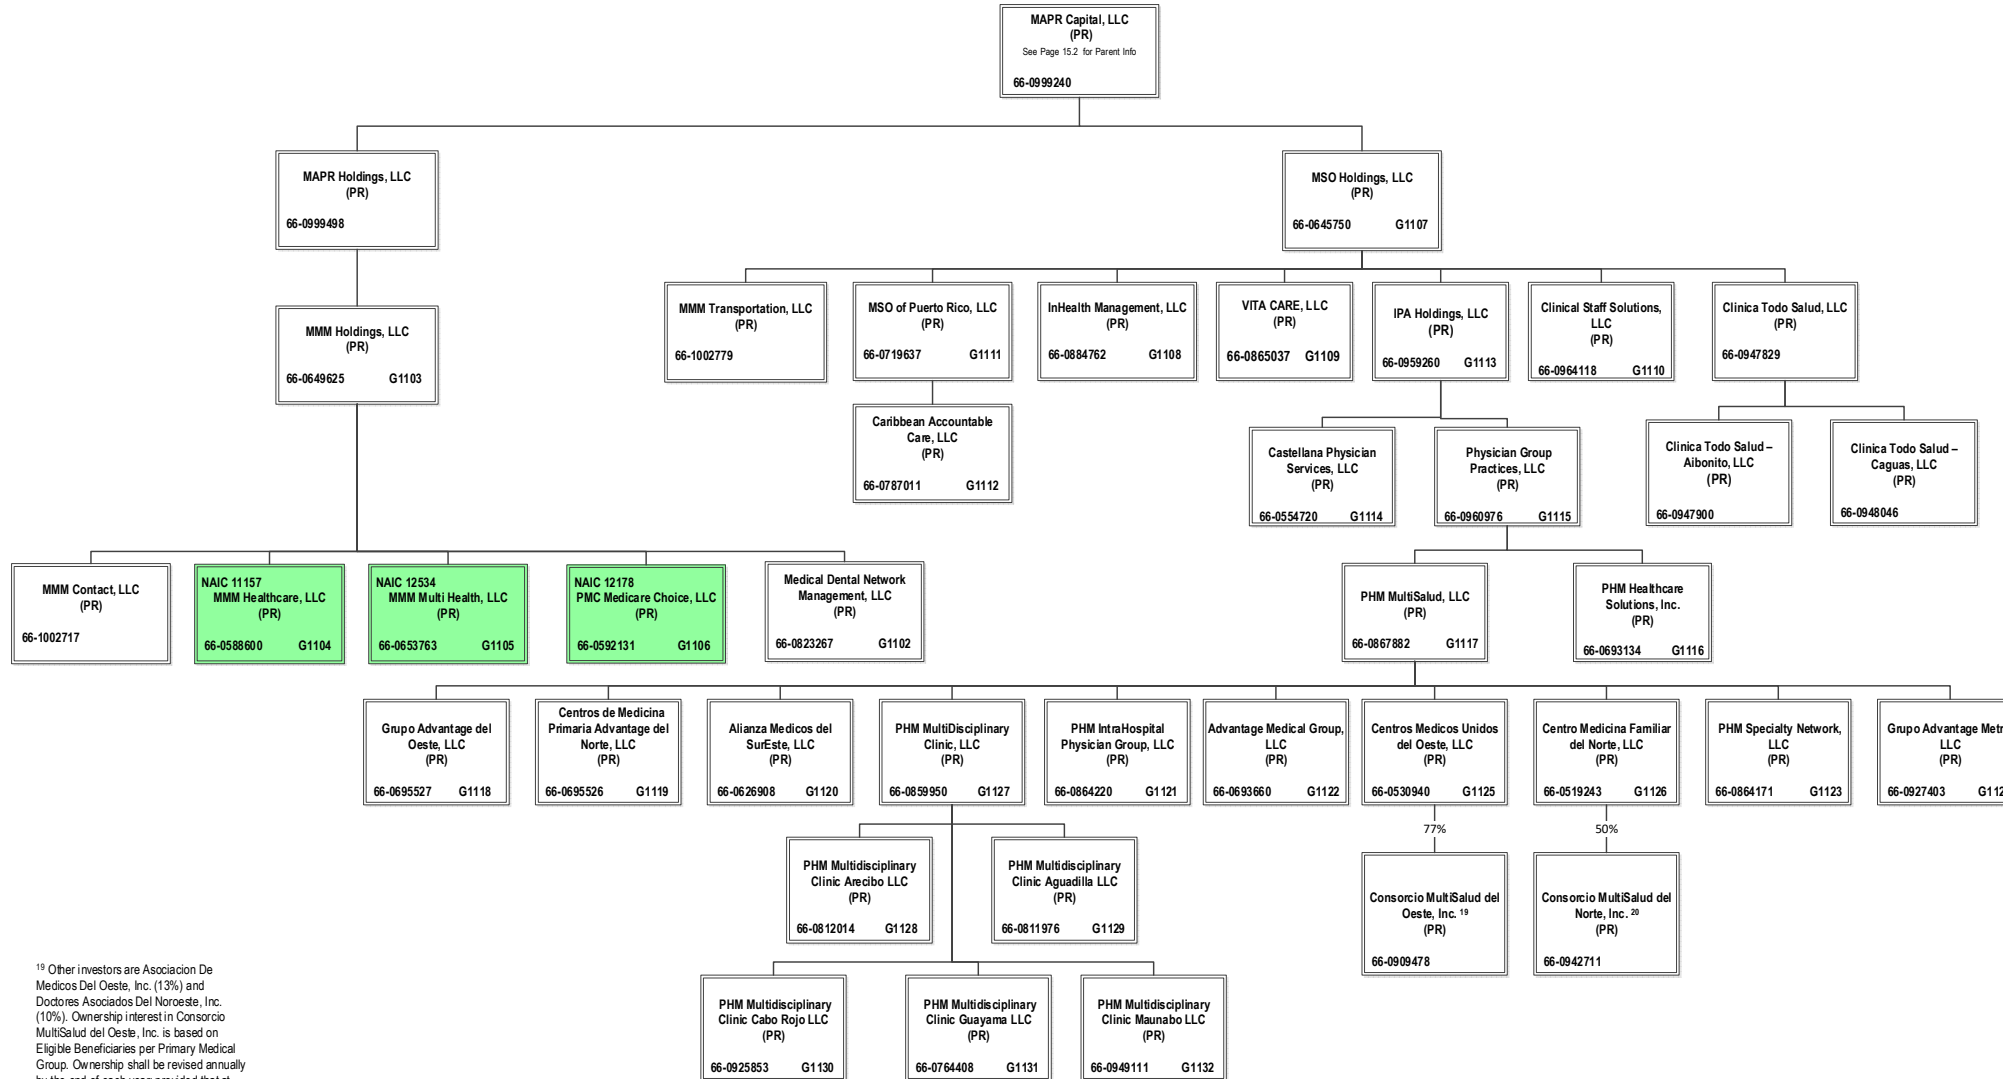 MAPR Capital, LLC
(PR)
See Page 15.2 for Parent Info
66-0999240
MAPR Holdings, LLC
(PR)
66-0999498
MSO Holdings, LLC
(PR)
66-0645750 G1107
MMM Holdings, LLC
(PR)
66-0649625 G1103
MMM Transportation, LLC
(PR)
66-1002779
MSO of Puerto Rico, LLC
(PR)
66-0719637 G1111
InHealth Management, LLC
(PR)
66-0884762 G1108
VITA CARE, LLC
(PR)
66-0865037 G1109
IPA Holdings, LLC
(PR)
66-0959260 G1113
Clinical Staff Solutions,
LLC
(PR)
66-0964118 G1110
Clinica Todo Salud, LLC
(PR)
66-0947829
Caribbean Accountable
Care, LLC
(PR)
66-0787011 G1112
Castellana Physician
Services, LLC
(PR)
66-0554720 G1114
Physician Group
Practices, LLC
(PR)
66-0960976 G1115
Clinica Todo Salud –
Aibonito, LLC
(PR)
66-0947900
Clinica Todo Salud –
Caguas, LLC
(PR)
66-0948046
MMM Contact, LLC
(PR)
66-1002717
NAIC 11157
MMM Healthcare, LLC
(PR)
66-0588600 G1104
NAIC 12534
MMM Multi Health, LLC
(PR)
66-0653763 G1105
NAIC 12178
PMC Medicare Choice, LLC
(PR)
66-0592131 G1106
Medical Dental Network
Management, LLC
(PR)
66-0823267 G1102
PHM MultiSalud, LLC
(PR)
66-0867882 G1117
PHM Healthcare
Solutions, Inc.
(PR)
66-0693134 G1116
Grupo Advantage del
Oeste, LLC
(PR)
66-0695527 G1118
Centros de Medicina
Primaria Advantage del
Norte, LLC
(PR)
66-0695526 G1119
Alianza Medicos del
SurEste, LLC
(PR)
66-0626908 G1120
PHM MultiDisciplinary
Clinic, LLC
(PR)
66-0859950 G1127
PHM IntraHospital
Physician Group, LLC
(PR)
66-0864220 G1121
Advantage Medical Group,
LLC
(PR)
66-0693660 G1122
Centros Medicos Unidos
del Oeste, LLC
(PR)
66-0530940 G1125
Centro Medicina Familiar
del Norte, LLC
(PR)
66-0519243 G1126
PHM Specialty Network,
LLC
(PR)
66-0864171 G1123
Grupo Advantage Metr
LLC
(PR)
66-0927403 G112
77%
50%
PHM Multidisciplinary
Clinic Arecibo LLC
(PR)
66-0812014 G1128
PHM Multidisciplinary
Clinic Aguadilla LLC
(PR)
66-0811976 G1129
Consorcio MultiSalud del
Oeste, Inc. 19
(PR)
66-0909478
Consorcio MultiSalud del
Norte, Inc. 20
(PR)
66-0942711
PHM Multidisciplinary
Clinic Cabo Rojo LLC
(PR)
66-0925853 G1130
PHM Multidisciplinary
Clinic Guayama LLC
(PR)
66-0764408 G1131
PHM Multidisciplinary
Clinic Maunabo LLC
(PR)
66-0949111 G1132
19 Other investors are Asociacion De
Medicos Del Oeste, Inc. (13%) and
Doctores Asociados Del Noroeste, Inc.
(10%). Ownership interest in Consorcio
MultiSalud del Oeste, Inc. is based on
Eligible Beneficiaries per Primary Medical
Group. Ownership shall be revised annually
by the end of each year provided that at